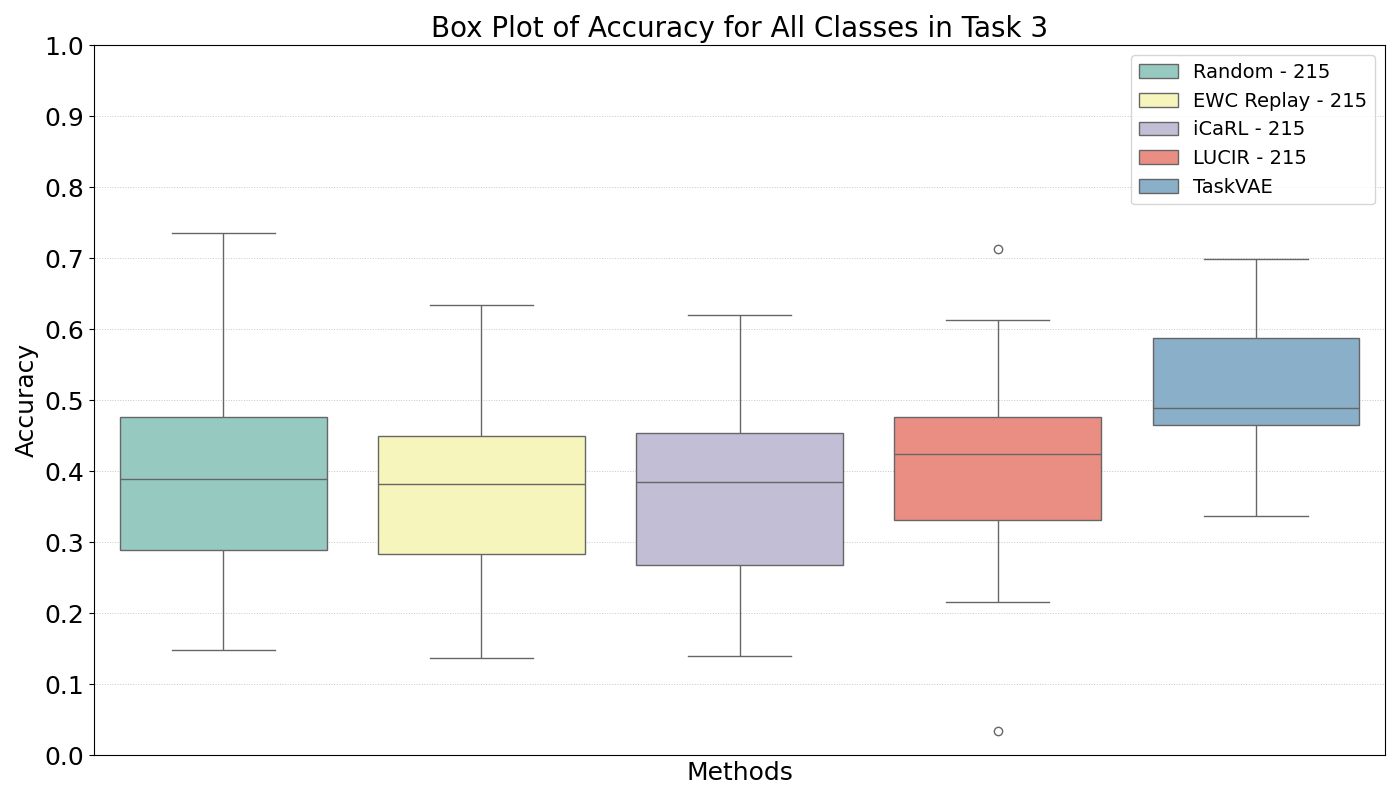 Box Plot of Accuracy for All Classes in Task 3
1.0
0.9
0.8
0.7
0.6
0.5
0.4
0.3
0.2
0.1
0.0
Accuracy
Methods
Random - 215
EWC Replay - 215
iCaRL - 215
LUCIR - 215
TaskVAE